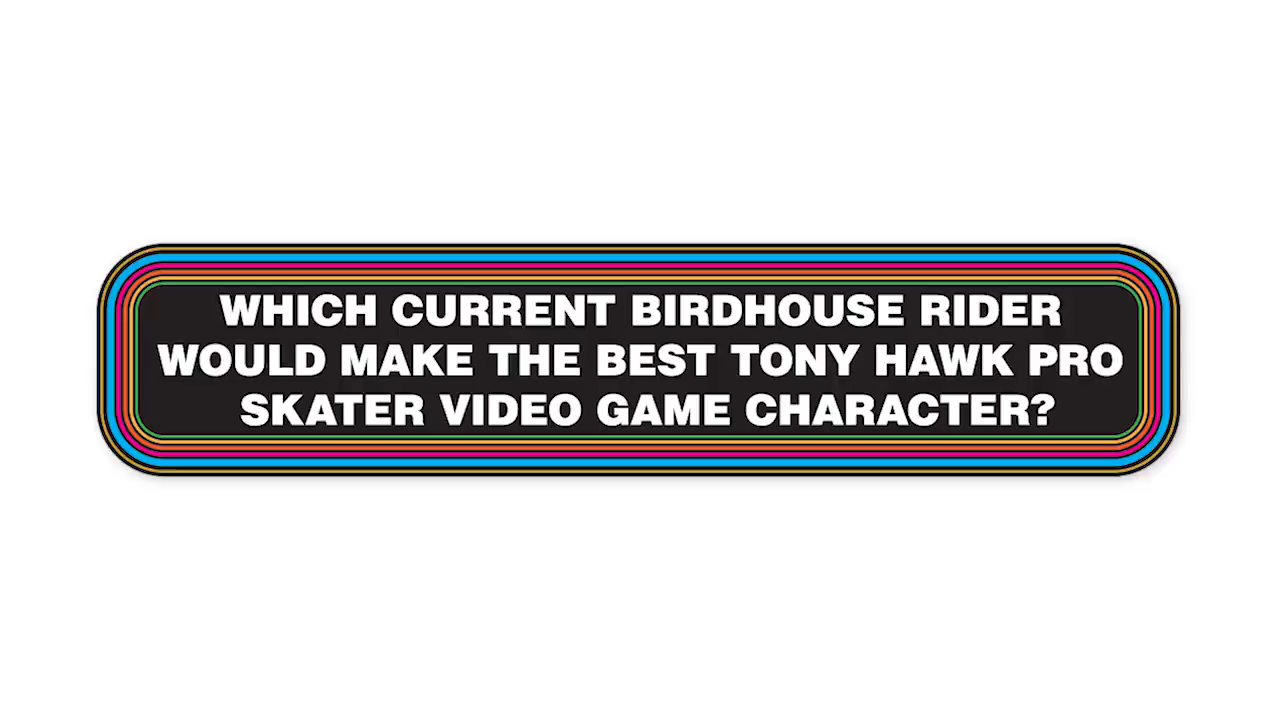 WHICH CURRENT BIRDHOUSE RIDER
WOULD MAKE THE BEST TONY HAWK PRO
SKATER VIDEO GAME CHARACTER?